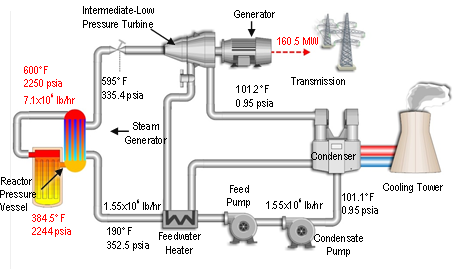 Intermediate-Low
Pressure Turbine
Generator
160.5 MW
Transmission
600°F
2250 psia
7.1x10⁶ lb/hr
595°F
335.4 psia
101.2°F
0.95 psia
Steam
Generator
Condenser
Cooling Tower
Reactor
Pressure
Vessel
384.5°F
2244 psia
1.55x10⁶ lb/hr
190°F
352.5 psia
Feedwater
Heater
Feed
Pump
1.55x10⁶ lb/hr
Condensate
Pump
101.1°F
0.95 psia